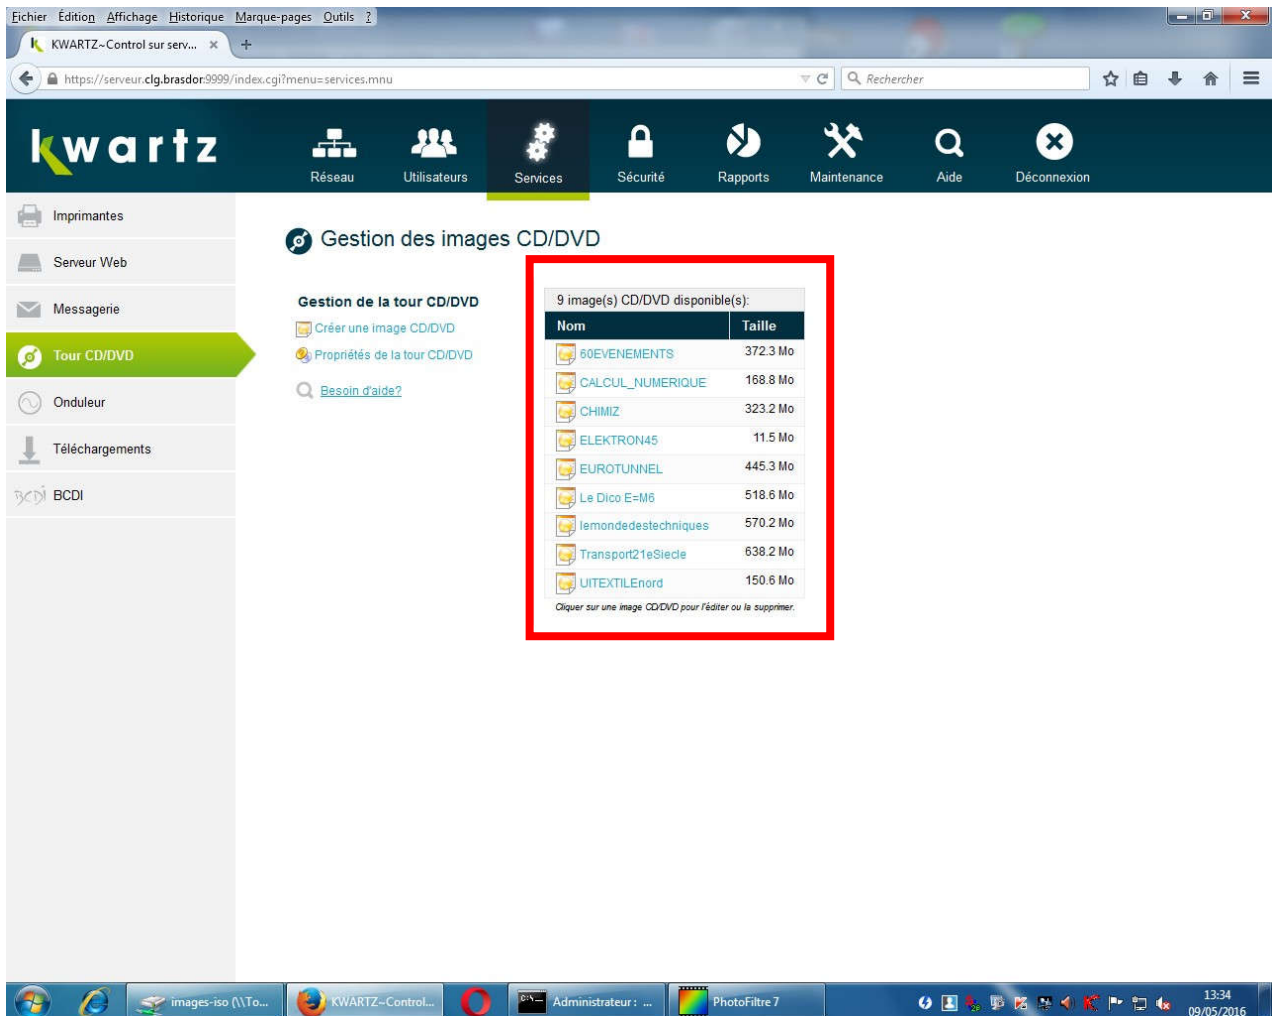 Fichier Édition Affichage Historique Marque-pages Outils ?
KWARTZ~Control sur serv... × +
https://serveur.clg.brasdor:9999/index.cgi?menu=services.mnu
Rechercher
kwartz
Réseau Utilisateurs Services Sécurité Rapports Maintenance Aide Déconnexion
Imprimantes
Serveur Web
Messagerie
Tour CD/DVD
Onduleur
Téléchargements
BCDI BCDI
Gestion des images CD/DVD
Gestion de la tour CD/DVD
Créer une image CD/DVD
Propriétés de la tour CD/DVD
Besoin d'aide?
9 image(s) CD/DVD disponible(s):
Nom Taille
60EVENEMENTS 372.3 Mo
CALCUL_NUMERIQUE 168.8 Mo
CHIMIZ 323.2 Mo
ELEKTRON45 11.5 Mo
EUROTUNNEL 445.3 Mo
Le Dico E=M6 518.6 Mo
lemondedestechniques 570.2 Mo
Transport21eSiecle 638.2 Mo
UITEXTILEnord 150.6 Mo
Cliquer sur une image CD/DVD pour l'éditer ou la supprimer.
images-iso (\\To...
KWARTZ~Control...
C:\
Administrateur : ...
PhotoFiltre 7
13:34
09/05/2016